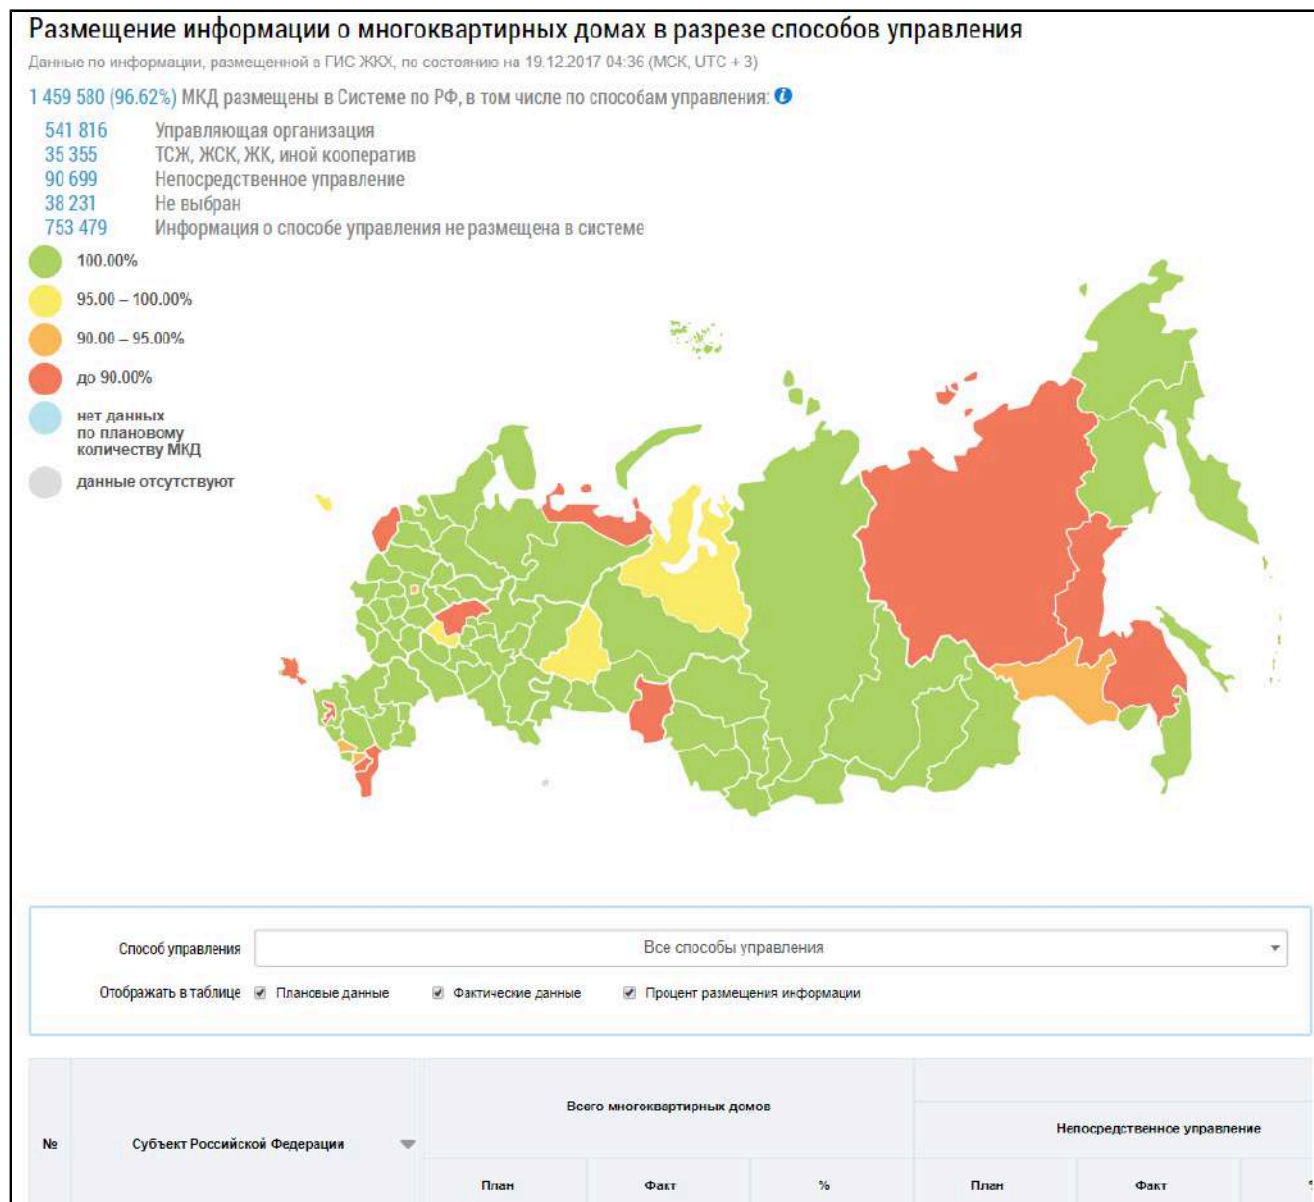 Размещение информации о многоквартирных домах в разрезе способов управления
Данные по информации, размещенной в ГИС ЖКХ, по состоянию на 19.12.2017 04:36 (МСК, UTC + 3)
1 459 580 (96.62%) МКД размещены в Системе по РФ, в том числе по способам управления:
541 816 Управляющая организация
35 355 ТСЖ, ЖСК, ЖК, иной кооператив
90 699 Непосредственное управление
38 231 Не выбран
753 479 Информация о способе управления не размещена в системе
100.00%
95.00 – 100.00%
90.00 – 95.00%
до 90.00%
нет данных
по плановому
количеству МКД
данные отсутствуют
Способ управления Все способы управления
Отображать в таблице Плановые данные Фактические данные Процент размещения информации
Всего многоквартирных домов
Непосредственное управление
№ Субъект Российской Федерации
План Факт % План Факт